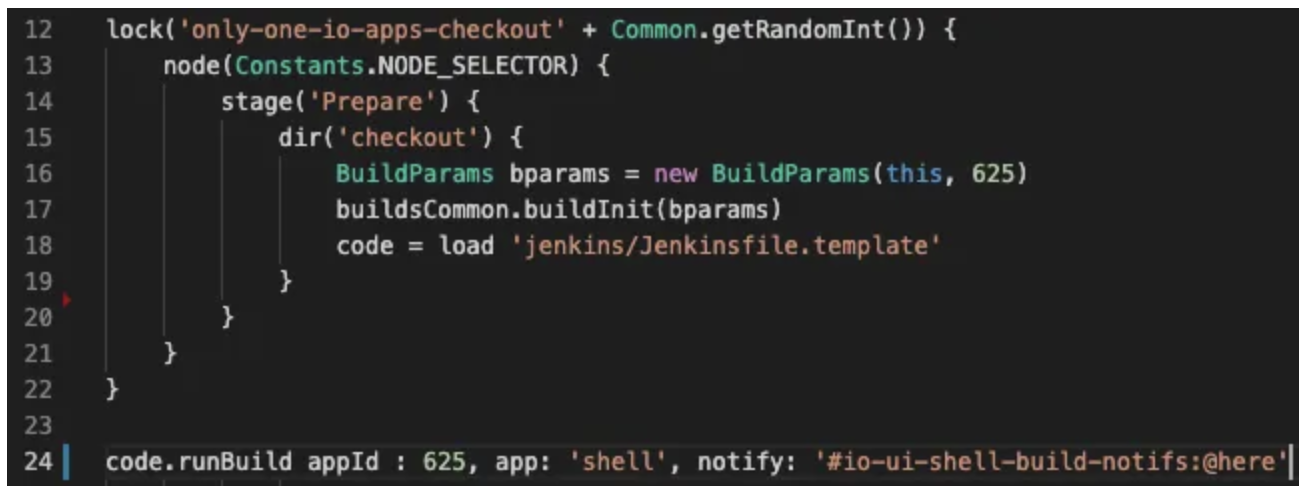 12 lock('only-one-io-apps-checkout' + Common.getRandomInt()) {
13 node(Constants.NODE_SELECTOR) {
14 stage('Prepare') {
15 dir('checkout') {
16 BuildParams bparams = new BuildParams(this, 625)
17 buildsCommon.buildInit(bparams)
18 code = load 'jenkins/Jenkinsfile.template'
19 }
20 }
21 }
22 }
23
24 code.runBuild appId : 625, app: 'shell', notify: '#io-ui-shell-build-notifs:@here'